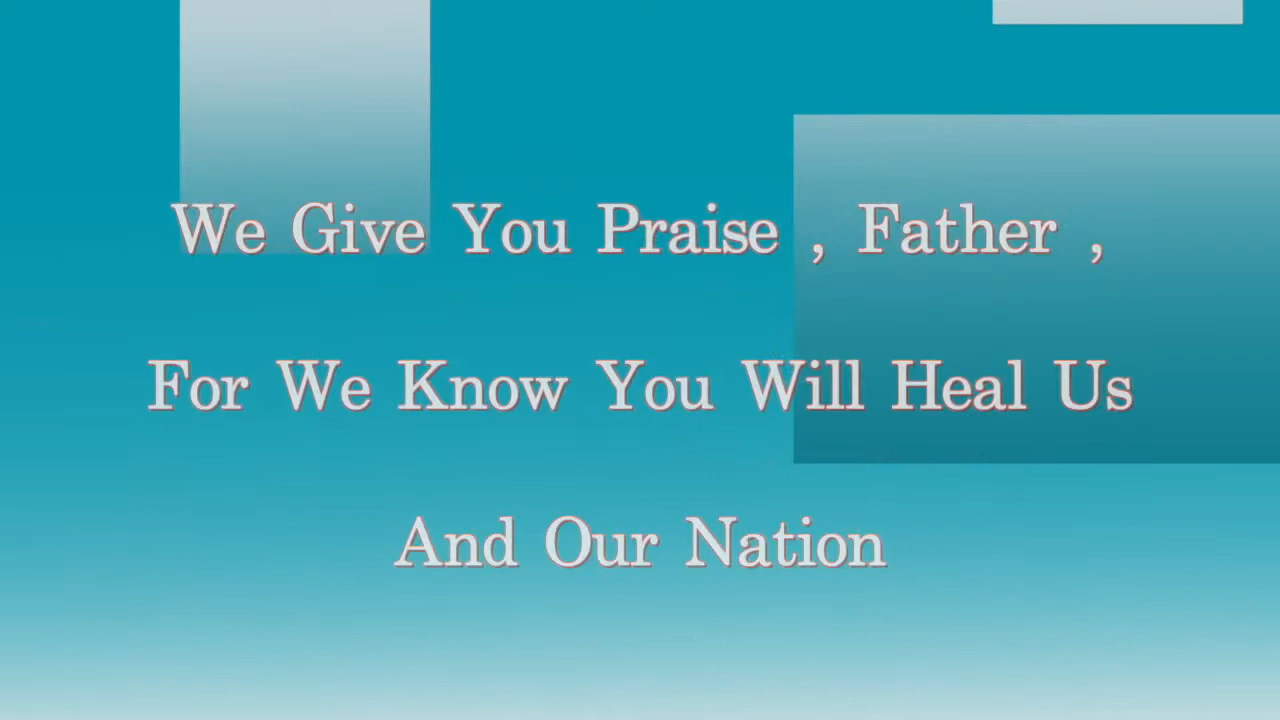 We Give You Praise , Father ,
For We Know You Will Heal Us
And Our Nation